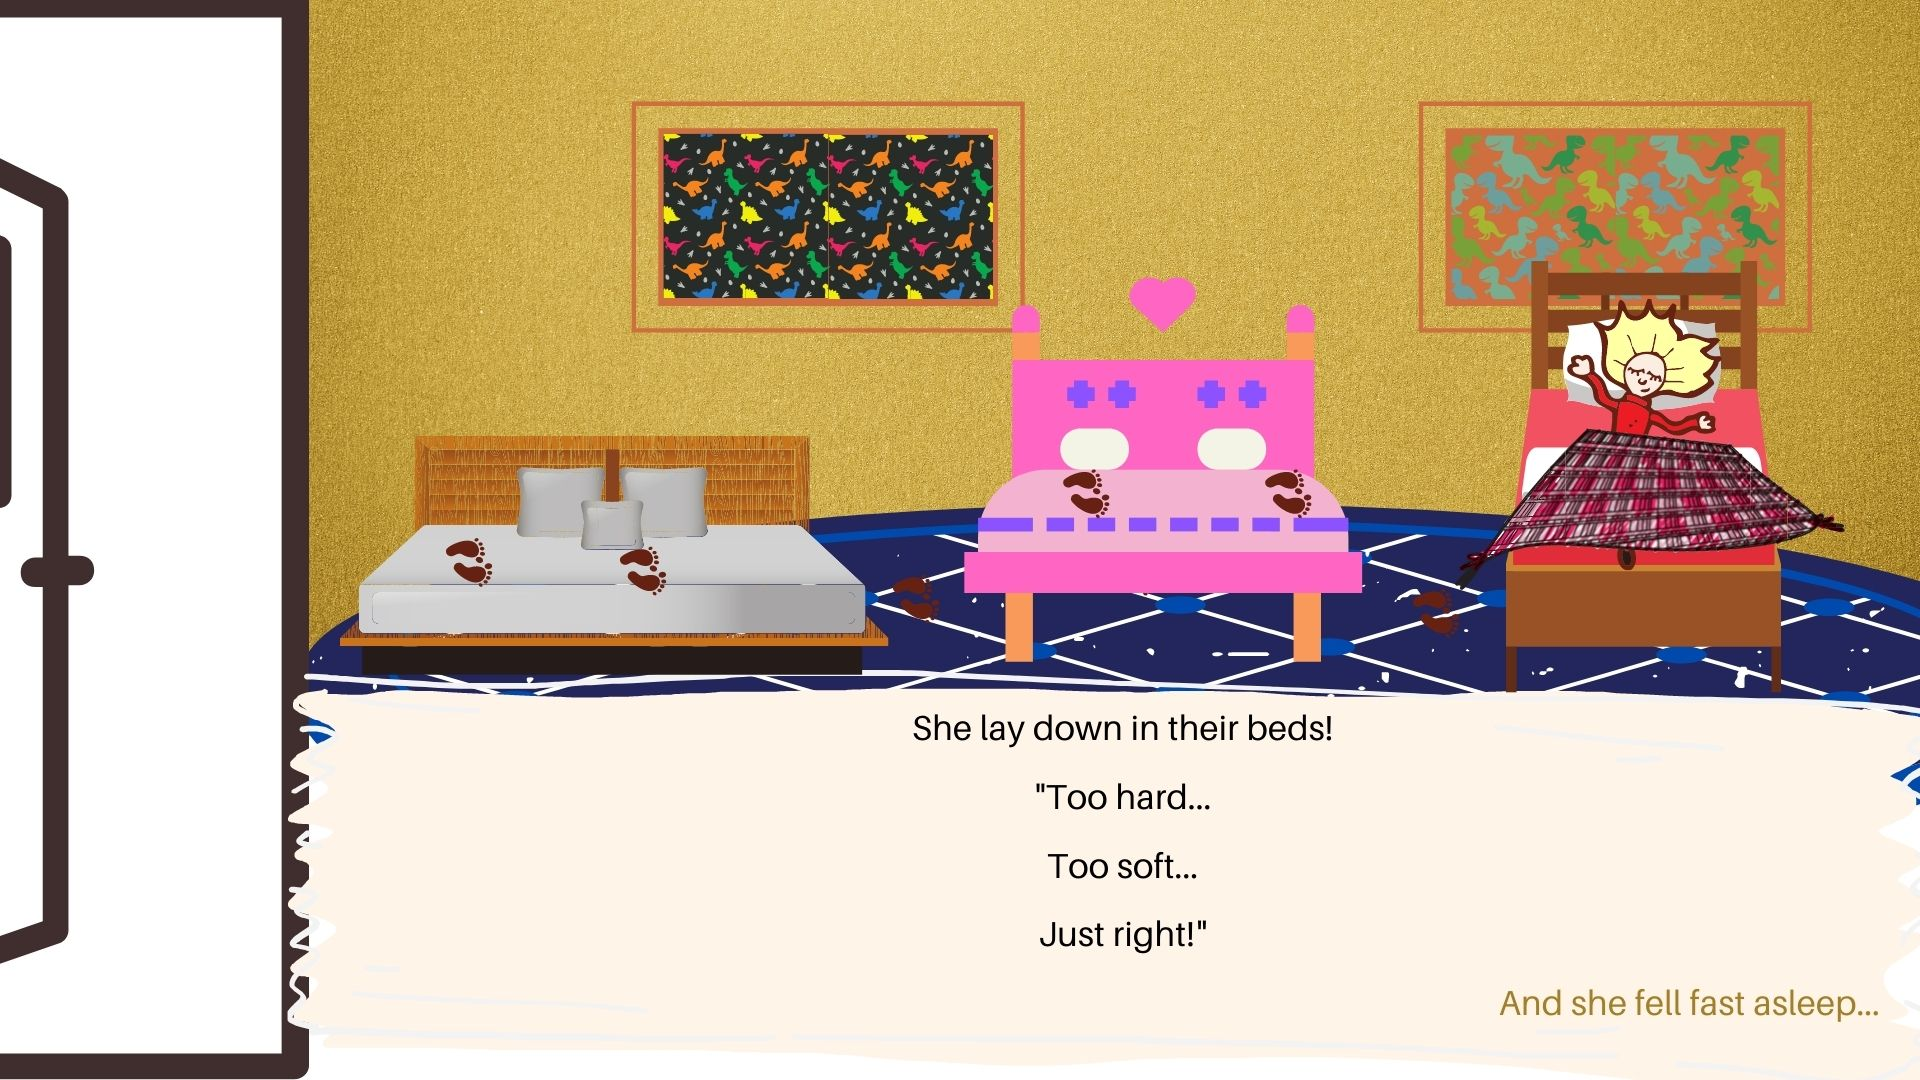 She lay down in their beds!
"Too hard...
Too soft...
Just right!"
And she fell fast asleep...